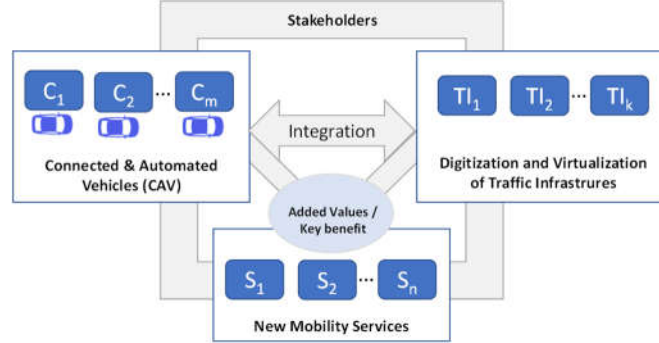 Stakeholders
C1 C2 ... Cm
TI1 TI2 ... TIk
Integration
Connected & Automated
Vehicles (CAV)
Digitization and Virtualization
of Traffic Infrastrures
Added Values /
Key benefit
S1 S2 ... Sn
New Mobility Services